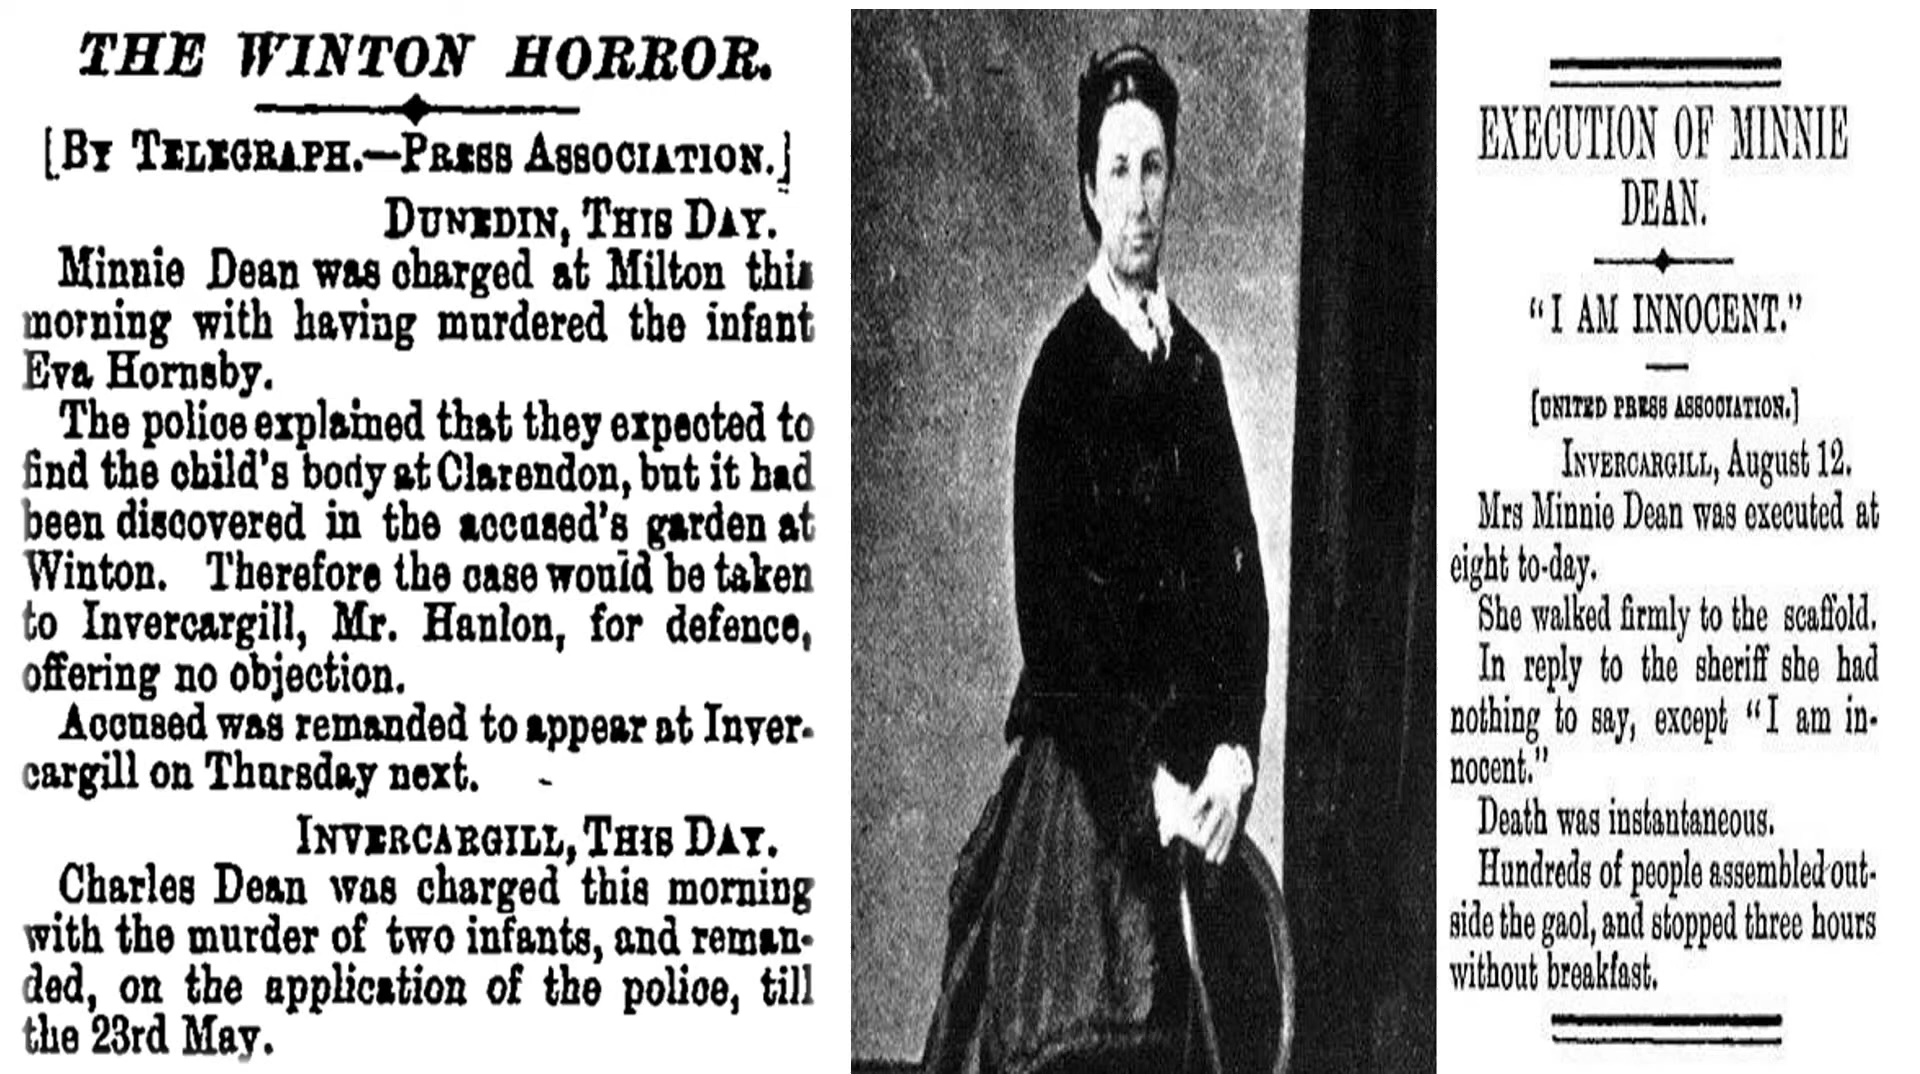 THE WINTON HORROR.
[BY TELEGRAPH.—PRESS ASSOCIATION.]
DUNEDIN, THIS DAY.
Minnie Dean was charged at Milton this
morning with having murdered the infant
Eva Hornsby.
The police explained that they expected to
find the child's body at Clarendon, but it had
been discovered in the accused's garden at
Winton. Therefore the case would be taken
to Invercargill, Mr. Hanlon, for defence,
offering no objection.
Accused was remanded to appear at Inver-
cargill on Thursday next.
INVERCARGILL, THIS DAY.
Charles Dean was charged this morning
with the murder of two infants, and reman-
ded, on the application of the police, till
the 23rd May.
EXECUTION OF MINNIE
DEAN.
"I AM INNOCENT."
[UNITED PRESS ASSOCIATION.]
INVERCARGILL, August 12.
Mrs Minnie Dean was executed at
eight to-day.
She walked firmly to the scaffold.
In reply to the sheriff she had
nothing to say, except "I am in-
nocent."
Death was instantaneous.
Hundreds of people assembled out-
side the gaol, and stopped three hours
without breakfast.